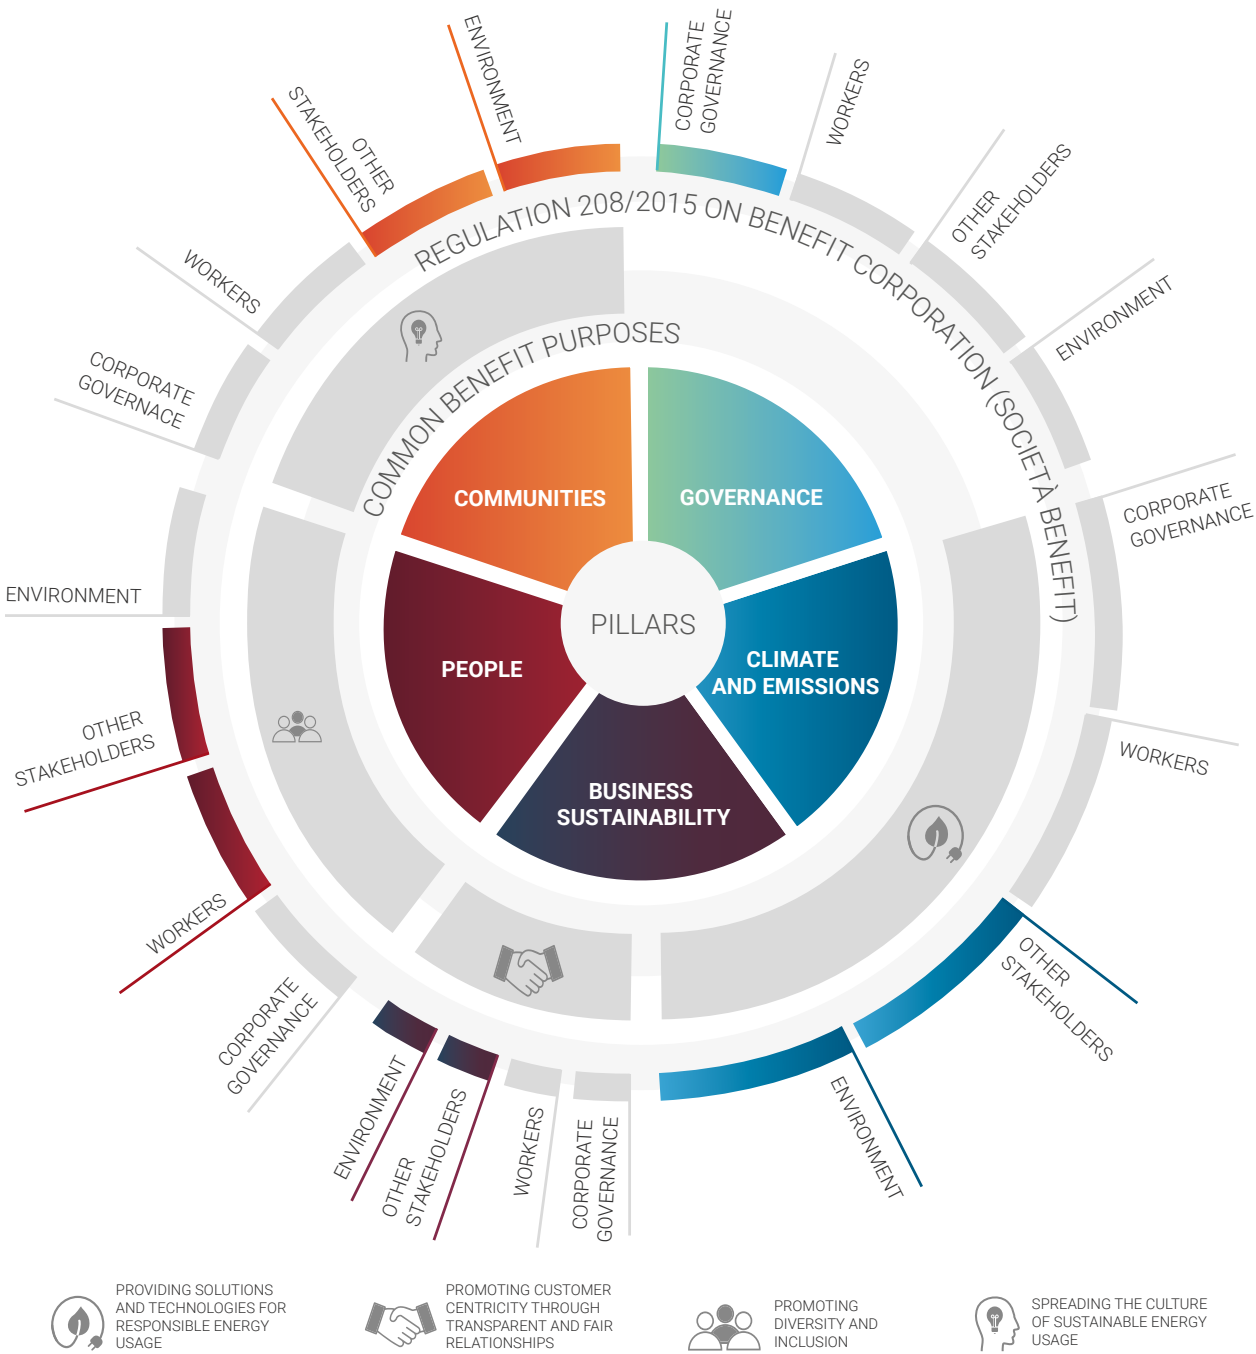 ENVIRONMENT
OTHER
STAKEHOLDERS
WORKERS
CORPORATE
GOVERNACE
CORPORATE
GOVERNANCE
WORKERS
OTHER
STAKEHOLDERS
ENVIRONMENT
REGULATION 208/2015 ON BENEFIT CORPORATION (SOCIETÀ BENEFIT)
COMMON BENEFIT PURPOSES
COMMUNITIES
GOVERNANCE
PILLARS
PEOPLE
CLIMATE
AND EMISSIONS
BUSINESS
SUSTAINABILITY
CORPORATE
GOVERNANCE
WORKERS
OTHER
STAKEHOLDERS
ENVIRONMENT
ENVIRONMENT
OTHER
STAKEHOLDERS
WORKERS
CORPORATE
GOVERNANCE
ENVIRONMENT
OTHER
STAKEHOLDERS
WORKERS
CORPORATE
GOVERNANCE
PROVIDING SOLUTIONS
AND TECHNOLOGIES FOR
RESPONSIBLE ENERGY
USAGE
PROMOTING CUSTOMER
CENTRICITY THROUGH
TRANSPARENT AND FAIR
RELATIONSHIPS
PROMOTING
DIVERSITY AND
INCLUSION
SPREADING THE CULTURE
OF SUSTAINABLE ENERGY
USAGE